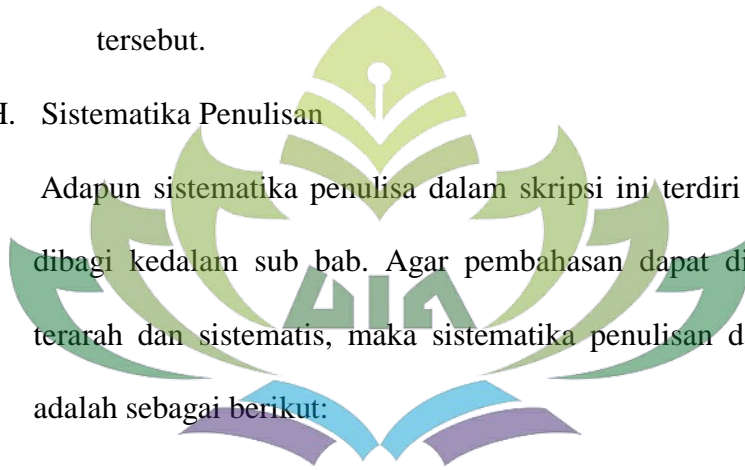 tersebut.
H. Sistematika Penulisan
Adapun sistematika penulisa dalam skripsi ini terdiri
dibagi kedalam sub bab. Agar pembahasan dapat di
terarah dan sistematis, maka sistematika penulisan d
UIN
adalah sebagai berikut: